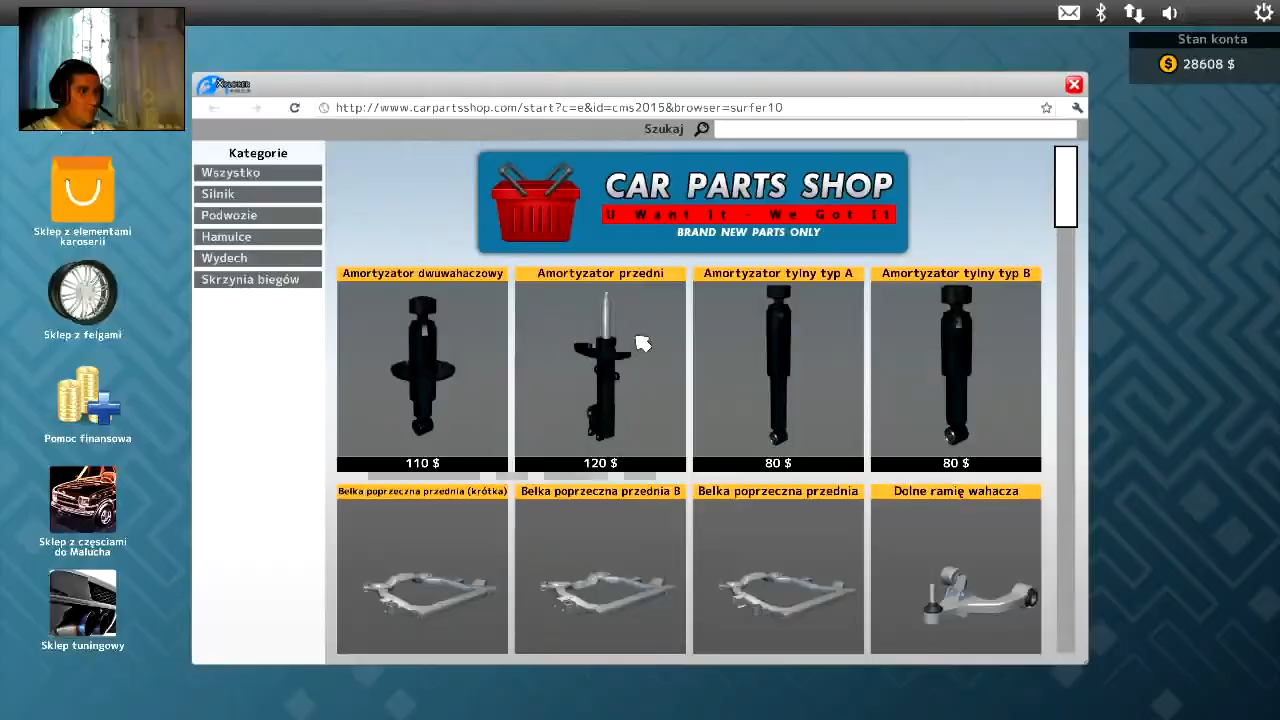 Stan konta
28608 $
XPLORER
http://www.carpartsshop.com/start?c=e&id=cms2015&browser=surfer10
Szukaj
Kategorie
Wszystko
Silnik
Podwozie
Hamulce
Wydech
Skrzynia biegów
CAR PARTS SHOP
U Want It - We Got It
BRAND NEW PARTS ONLY
Amortyzator dwuwahaczowy
Amortyzator przedni
Amortyzator tylny typ A
Amortyzator tylny typ B
110 $
120 $
80 $
80 $
Belka poprzeczna przednia (krótka)
Belka poprzeczna przednia B
Belka poprzeczna przednia
Dolne ramię wahacza
Sklep z elementami
karoserii
Sklep z felgami
Pomoc finansowa
Sklep z częsciami
do Malucha
Sklep tuningowy